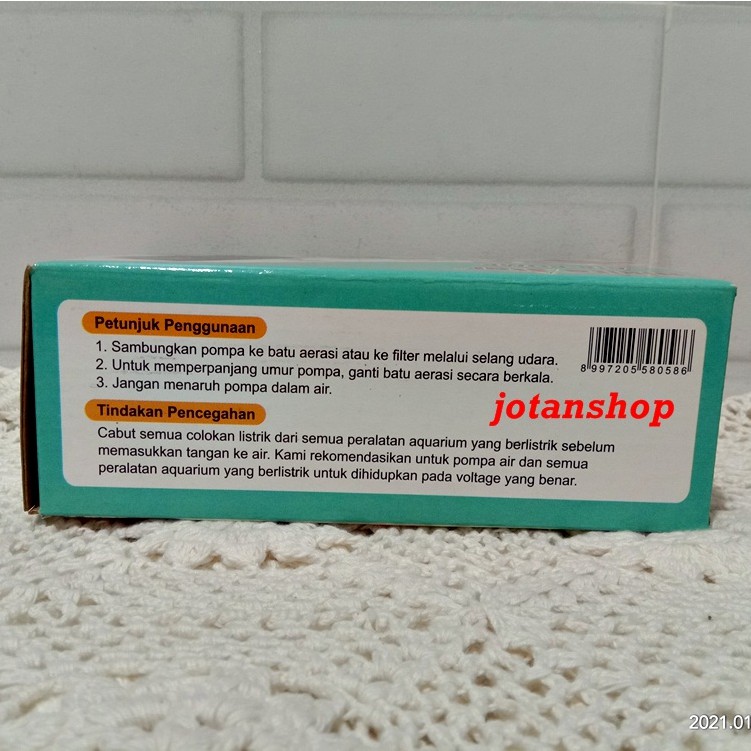 Petunjuk Penggunaan
1. Sambungkan pompa ke batu aerasi atau ke filter melalui selang udara.
2. Untuk memperpanjang umur pompa, ganti batu aerasi secara berkala.
3. Jangan menaruh pompa dalam air.
8 997205 580586
jotanshop
Tindakan Pencegahan
Cabut semua colokan listrik dari semua peralatan aquarium yang berlistrik sebelum
memasukkan tangan ke air. Kami rekomendasikan untuk pompa air dan semua
peralatan aquarium yang berlistrik untuk dihidupkan pada voltage yang benar.
2021.01